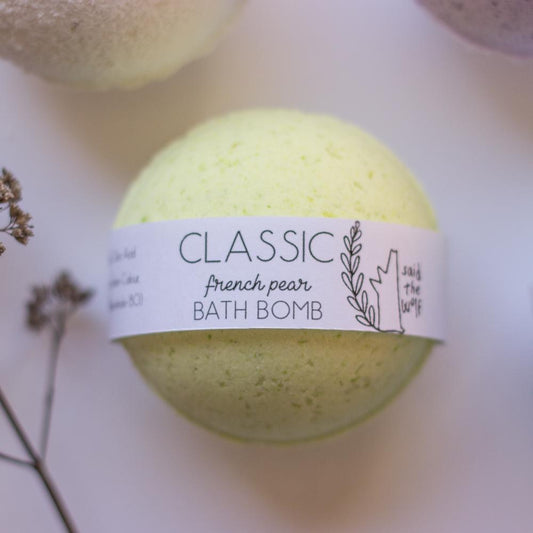 CLASSIC
french pear
BATH BOMB
said
the
wolf